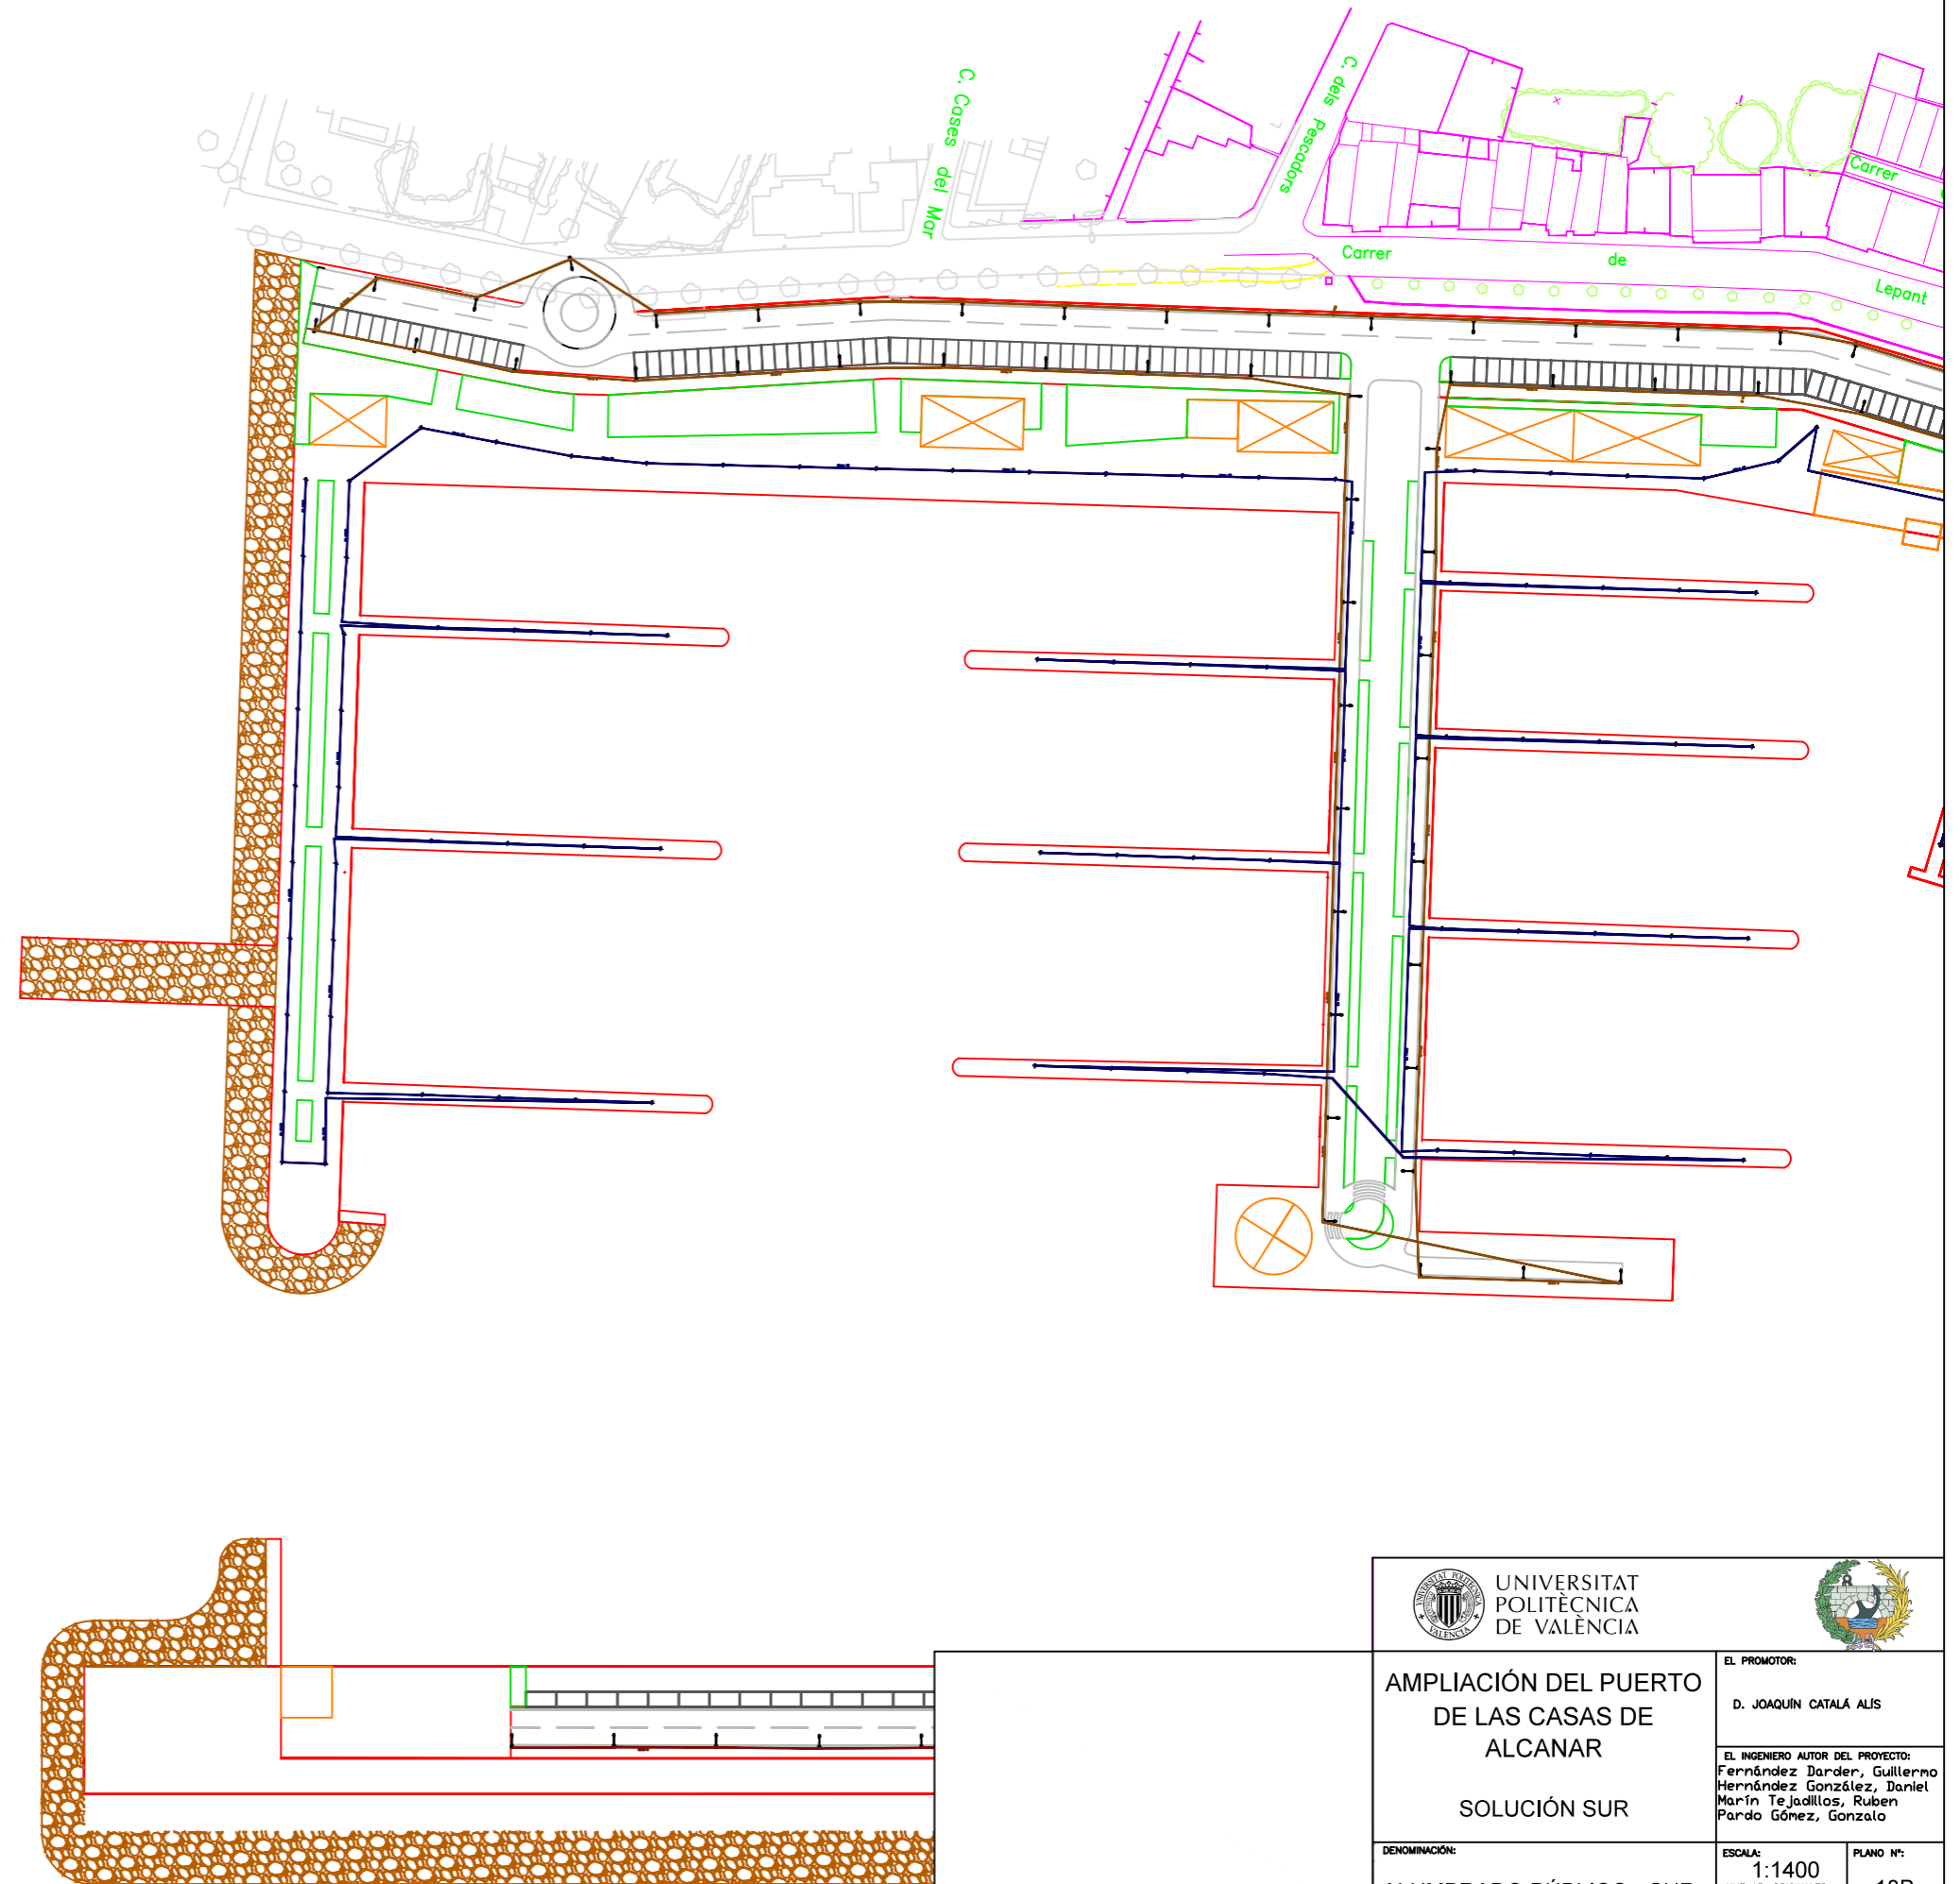 C. Cases del Mar
C. dels Pescadors
Carrer
Carrer de Lepant
UNIVERSITAT
POLITÈCNICA
DE VALÈNCIA
AMPLIACIÓN DEL PUERTO
DE LAS CASAS DE
ALCANAR
SOLUCIÓN SUR
EL PROMOTOR:
D. JOAQUÍN CATALÁ ALÍS
EL INGENIERO AUTOR DEL PROYECTO:
Fernández Darder, Guillermo
Hernández González, Daniel
Marín Tejadillos, Ruben
Pardo Gómez, Gonzalo
DENOMINACIÓN:
ESCALA:
1:1400
PLANO Nº: